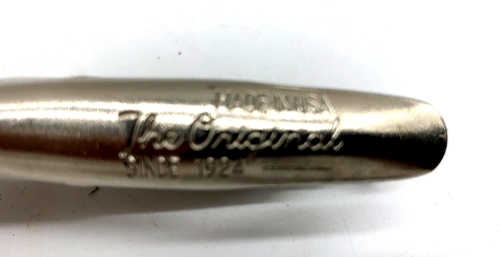 MADE IN USA
The Original
SINCE 1924